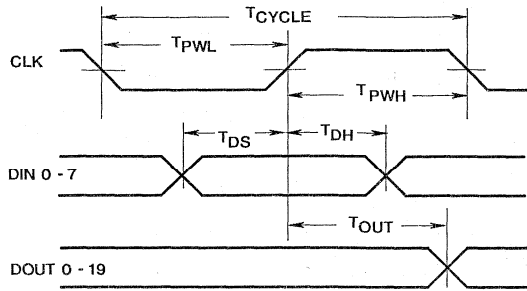 TCYCLE
CLK
TPWL
TPWH
TDS
TDH
DIN 0 - 7
TOUT
DOUT 0 - 19